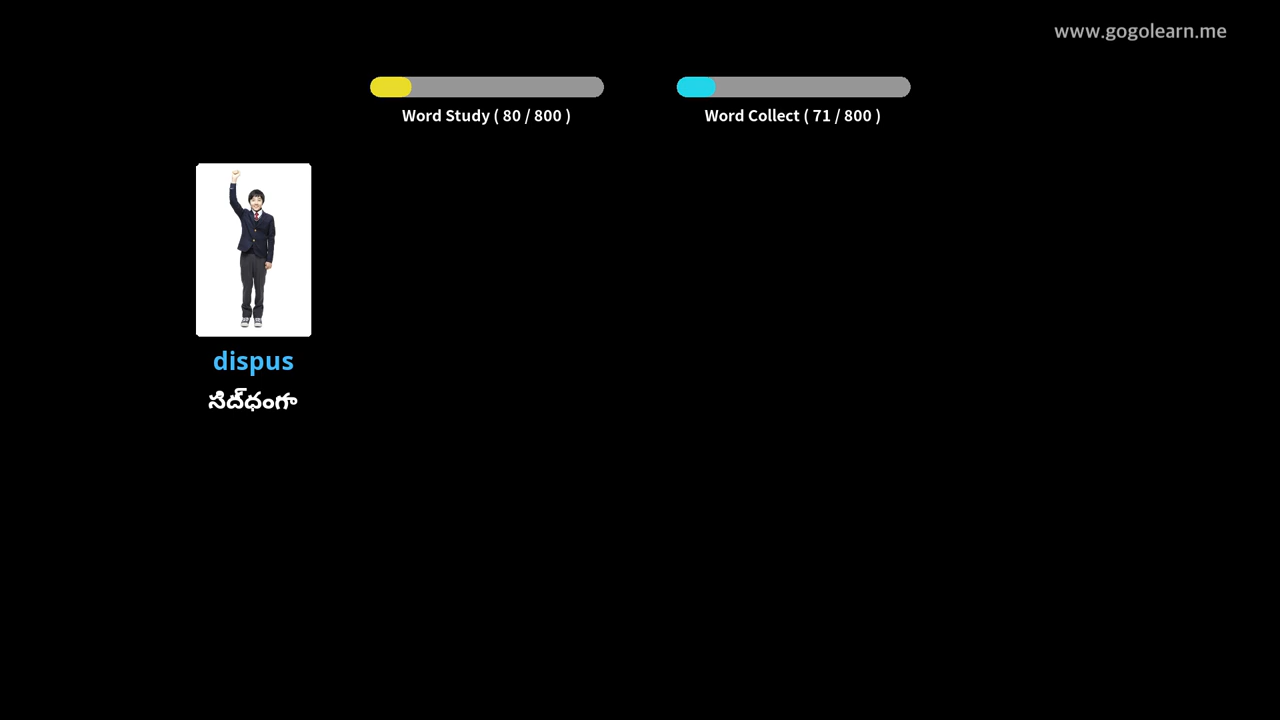 www.gogolearn.me
Word Study ( 80 / 800 )
Word Collect ( 71 / 800 )
dispus
సిద్ధంగా